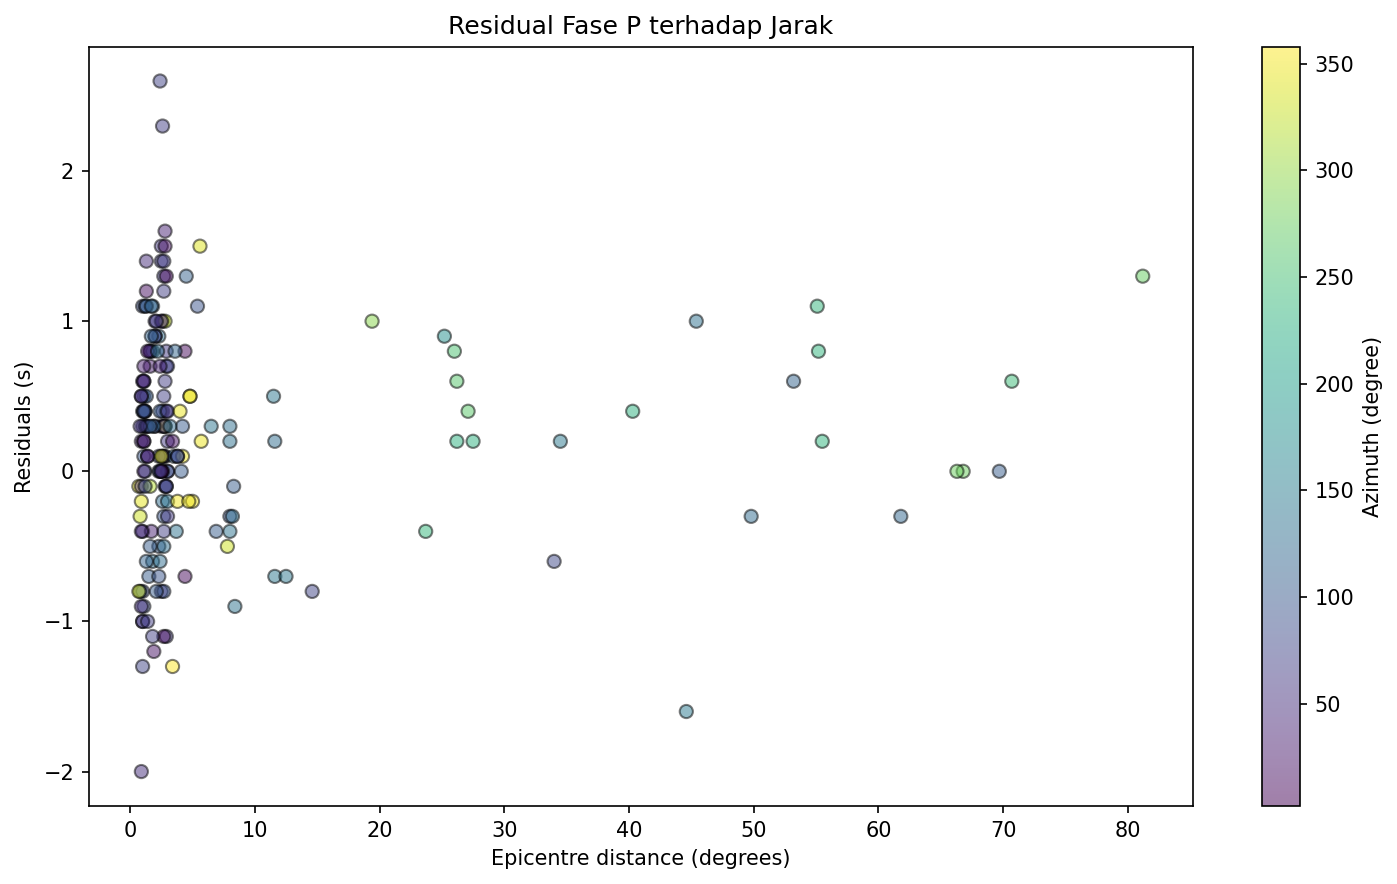 Residual Fase P terhadap Jarak
Residuals (s)
2
1
0
−1
−2
0 10 20 30 40 50 60 70 80
Epicentre distance (degrees)
350
300
250
200
150
100
50
Azimuth (degree)